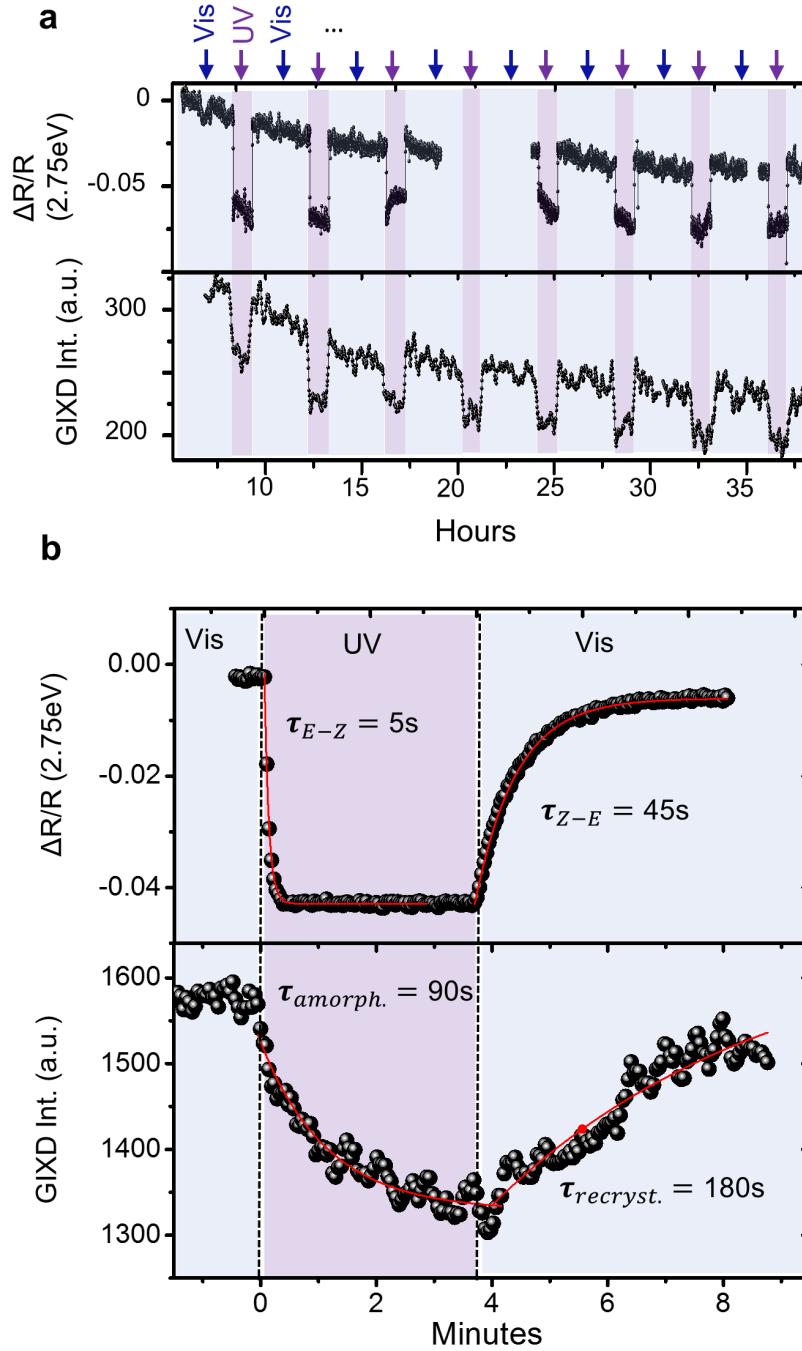 a
Vis
UV
Vis
...
0
-0.05
ΔR/R
(2.75eV)
300
200
GIXD Int. (a.u.)
10
15
20
25
30
35
Hours
b
Vis
UV
Vis
0.00
-0.02
-0.04
ΔR/R (2.75eV)
τE−Z = 5s
τZ−E = 45s
1600
1500
1400
1300
GIXD Int. (a.u.)
τamorph. = 90s
τrecryst. = 180s
0
2
4
6
8
Minutes